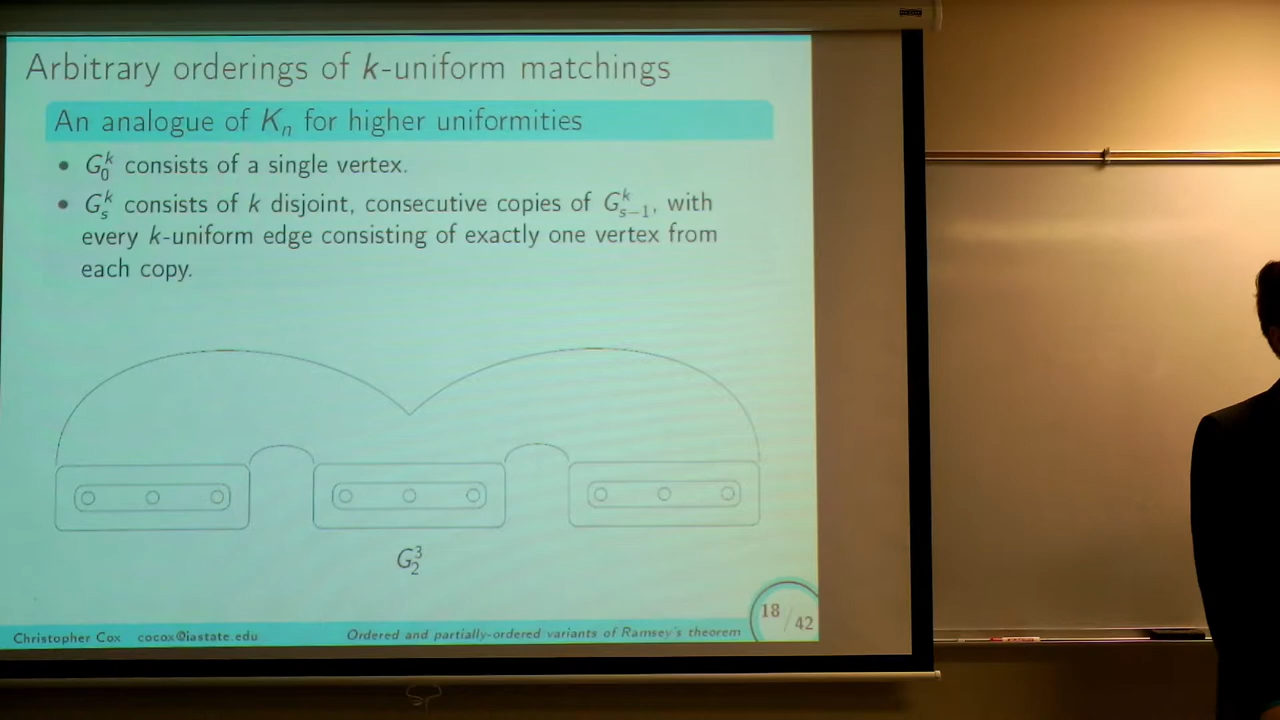 Arbitrary orderings of k-uniform matchings
An analogue of Kₙ for higher uniformities
• G₀ᵏ consists of a single vertex.
• Gₛᵏ consists of k disjoint, consecutive copies of Gₛ₋₁ᵏ, with
every k-uniform edge consisting of exactly one vertex from
each copy.
G₂³
18/42
Christopher Cox cocox@iastate.edu Ordered and partially-ordered variants of Ramsey's theorem